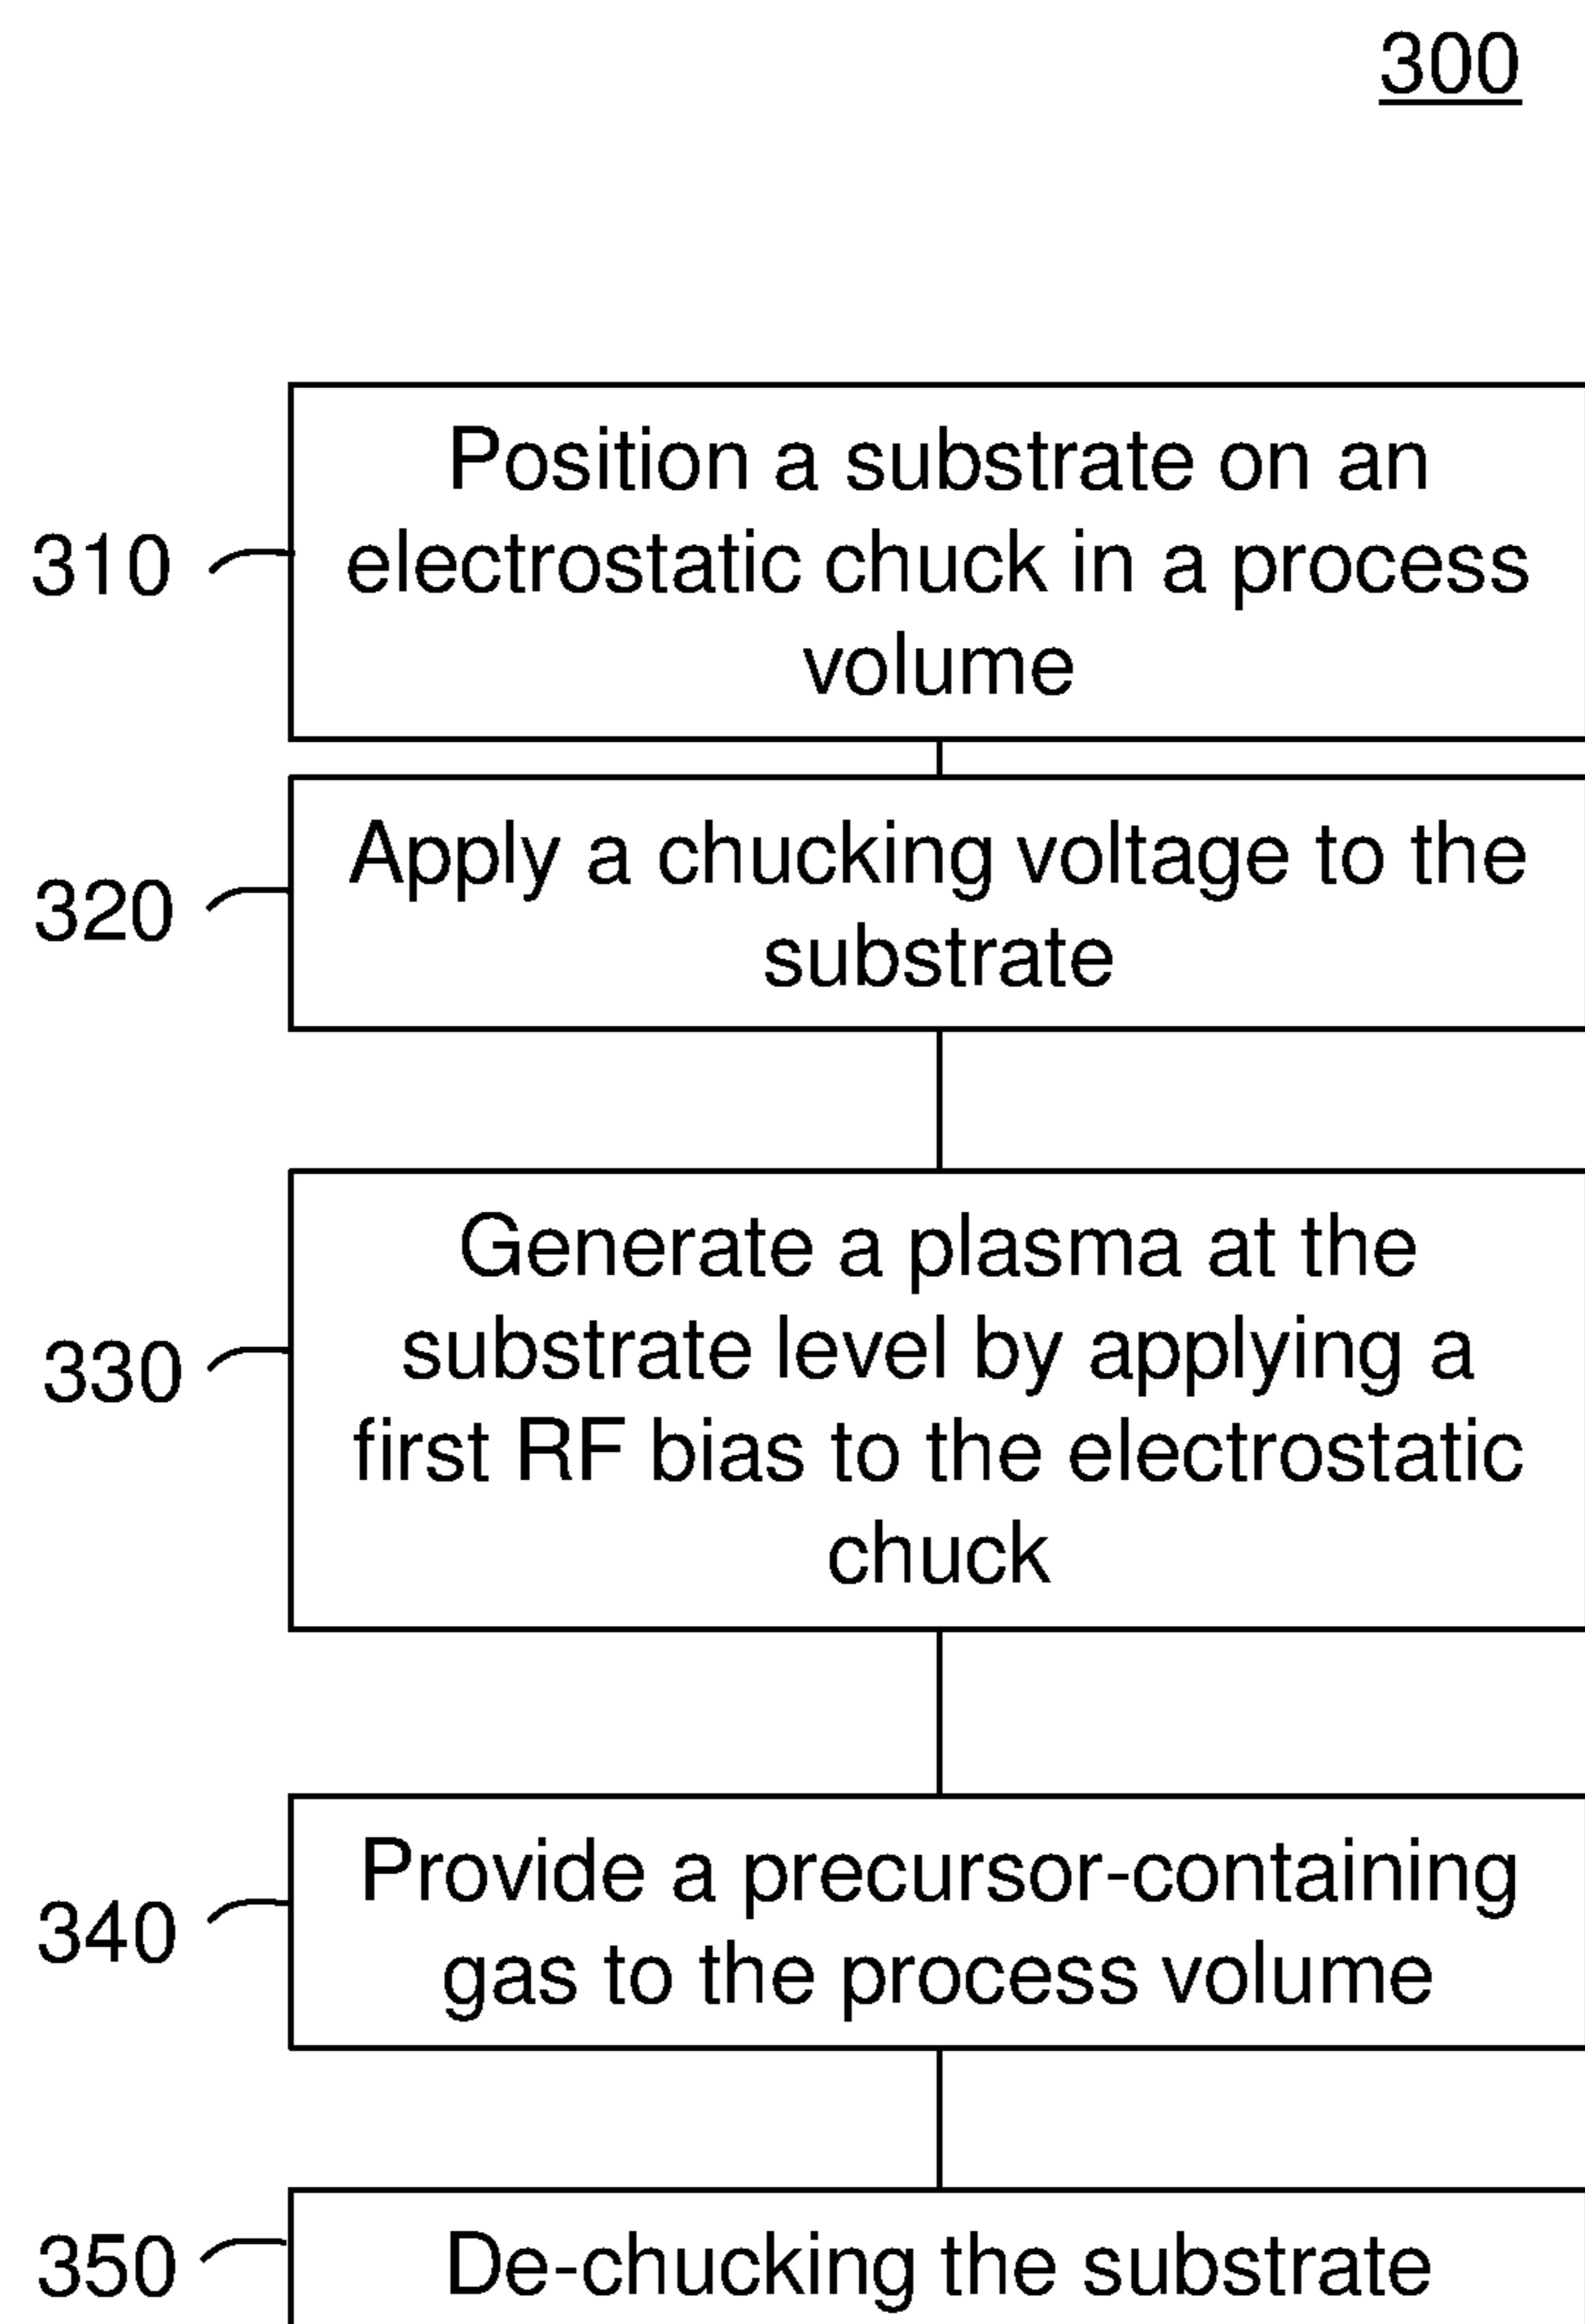 300
310
Position a substrate on an
electrostatic chuck in a process
volume
320
Apply a chucking voltage to the
substrate
330
Generate a plasma at the
substrate level by applying a
first RF bias to the electrostatic
chuck
340
Provide a precursor-containing
gas to the process volume
350
De-chucking the substrate